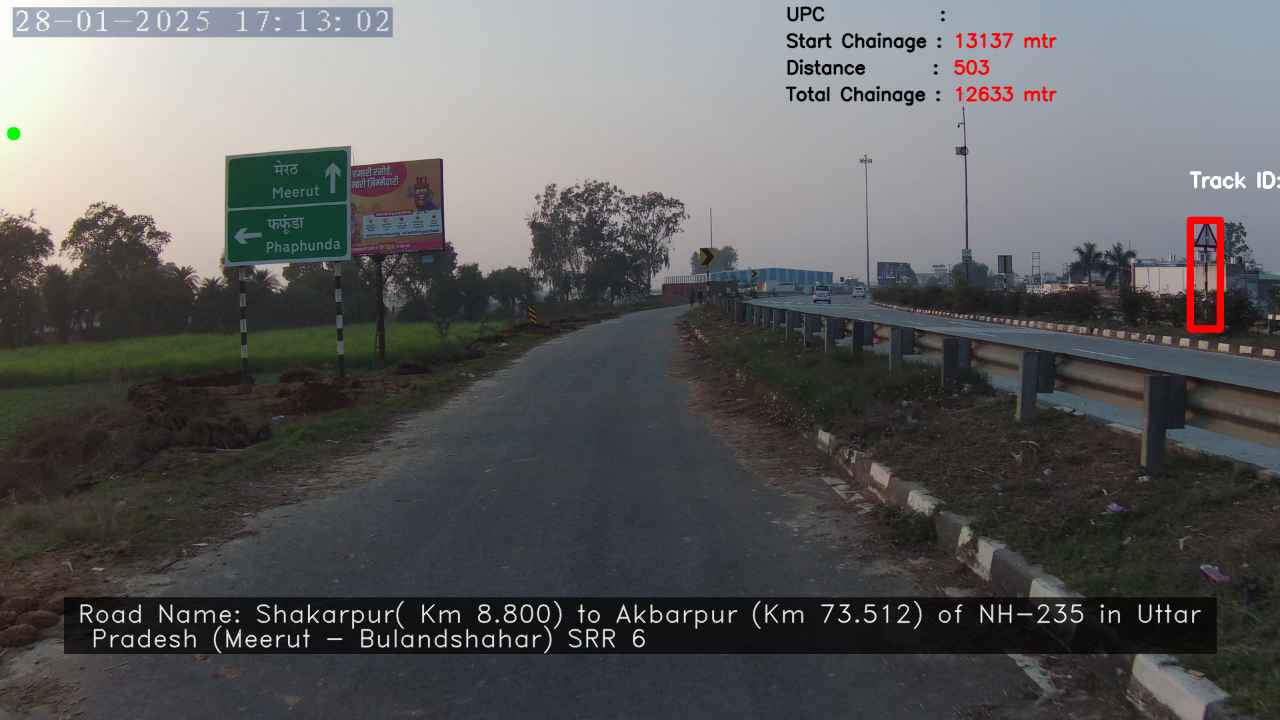 28-01-2025 17:13:02
UPC :
Start Chainage : 13137 mtr
Distance : 503
Total Chainage : 12633 mtr
Track ID:
मेरठ
Meerut
फफूंडा
Phaphunda
हमारी
Road Name: Shakarpur( Km 8.800) to Akbarpur (Km 73.512) of NH-235 in Uttar
Pradesh (Meerut - Bulandshahar) SRR 6